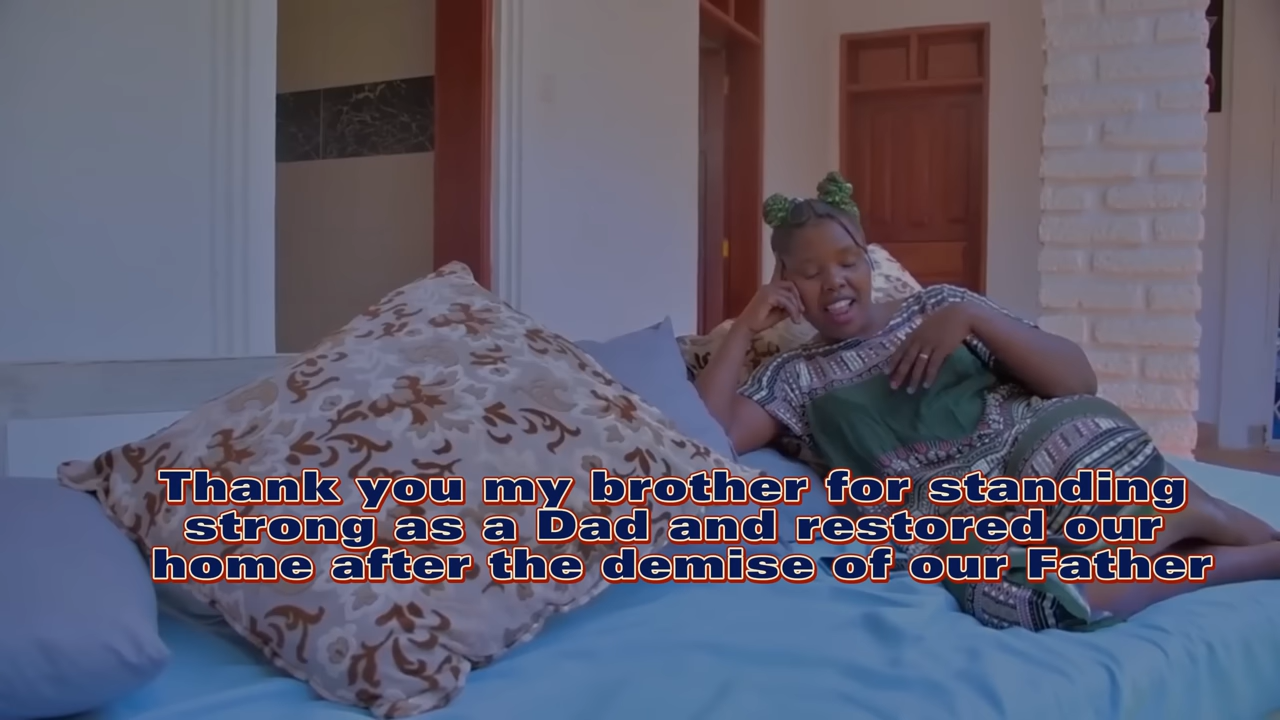 Thank you my brother for standing
strong as a Dad and restored our
home after the demise of our Father